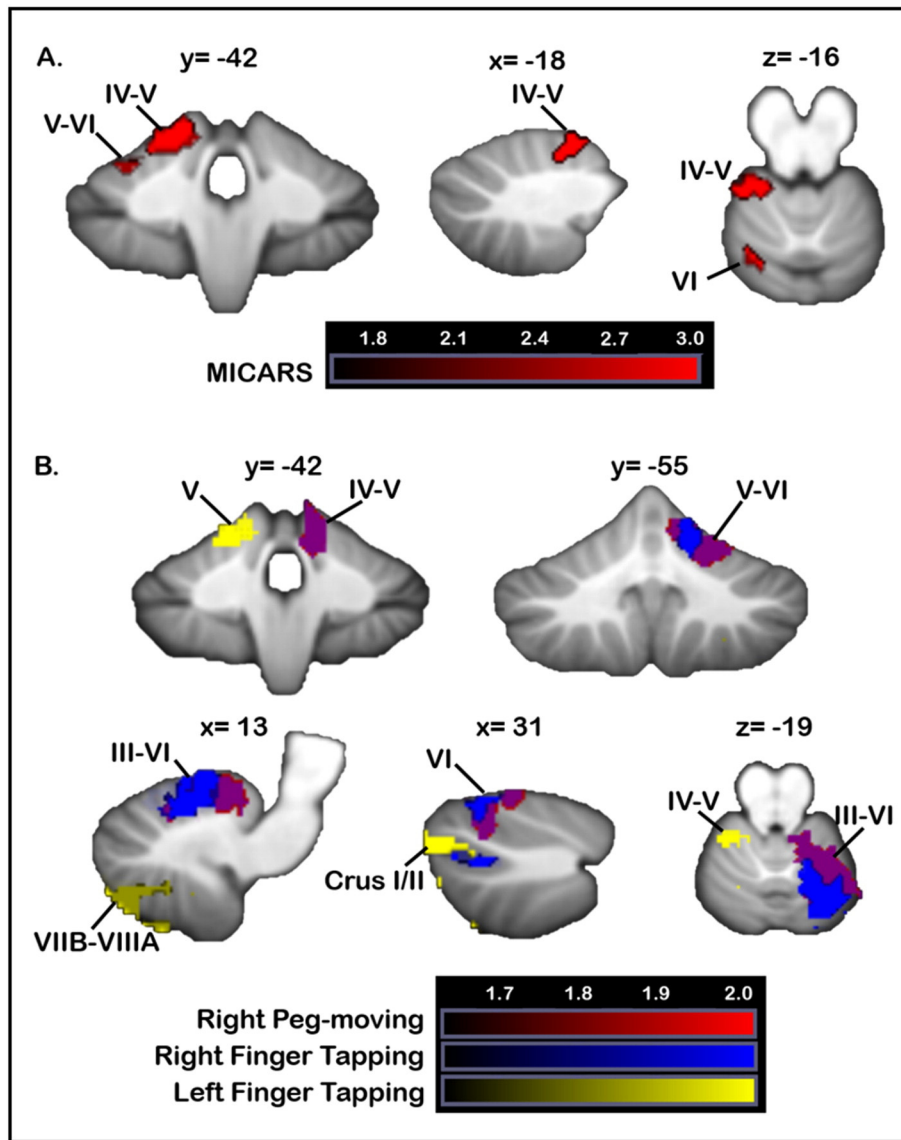 A.
y= -42
x= -18
z= -16
IV-V
V-VI
IV-V
IV-V
VI
1.8 2.1 2.4 2.7 3.0
MICARS
B.
y= -42
y= -55
V
IV-V
V-VI
x= 13
x= 31
z= -19
III-VI
VIIB-VIIIA
VI
Crus I/II
IV-V
III-VI
1.7 1.8 1.9 2.0
Right Peg-moving
Right Finger Tapping
Left Finger Tapping